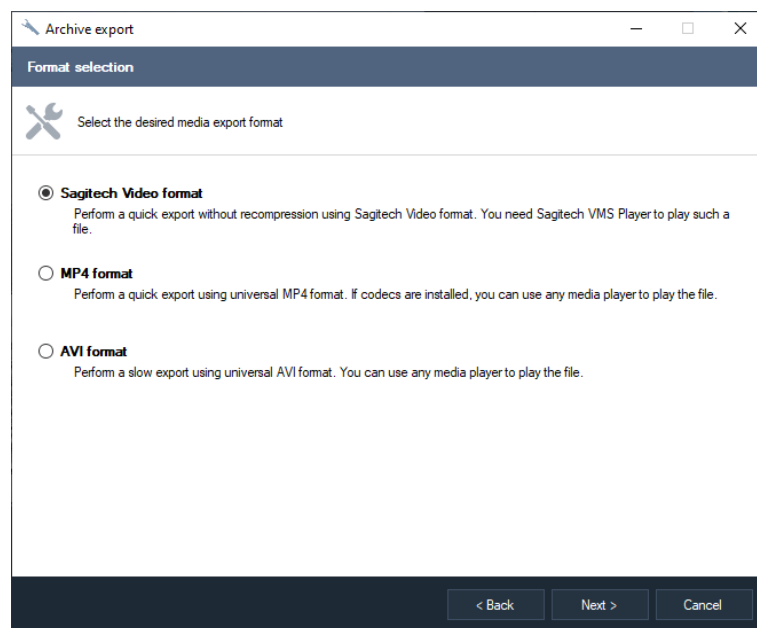 Archive export
Format selection
Select the desired media export format
Sagitech Video format
Perform a quick export without recompression using Sagitech Video format. You need Sagitech VMS Player to play such a
file.
MP4 format
Perform a quick export using universal MP4 format. If codecs are installed, you can use any media player to play the file.
AVI format
Perform a slow export using universal AVI format. You can use any media player to play the file.
< Back Next > Cancel